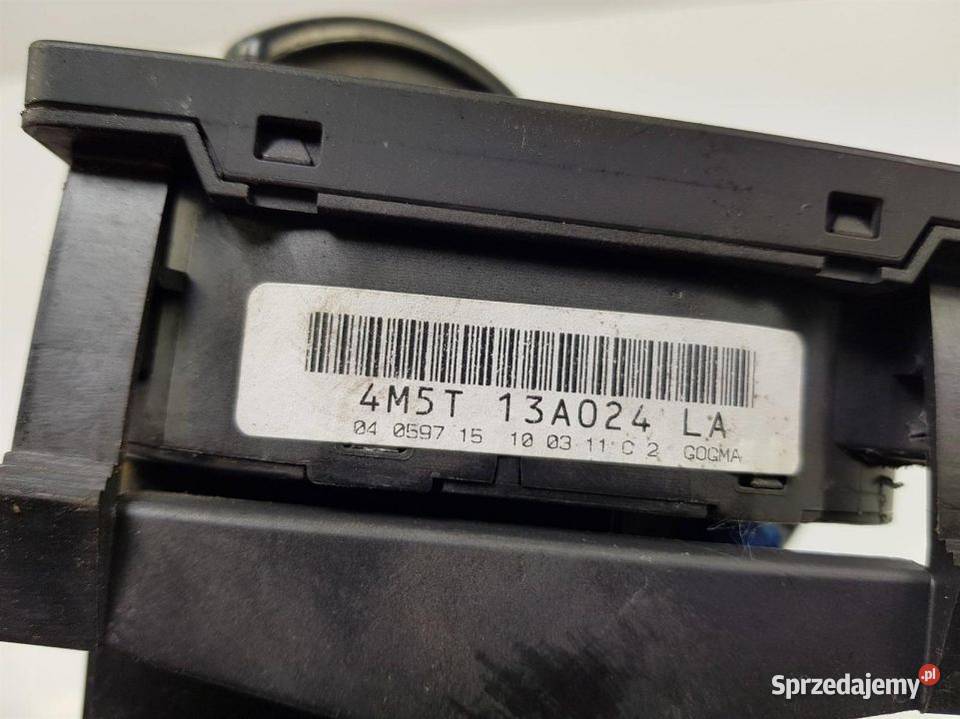 4M5T 13A024 LA
04 0597 15 10 03 11 C 2 GOGMA
Sprzedajemy.pl